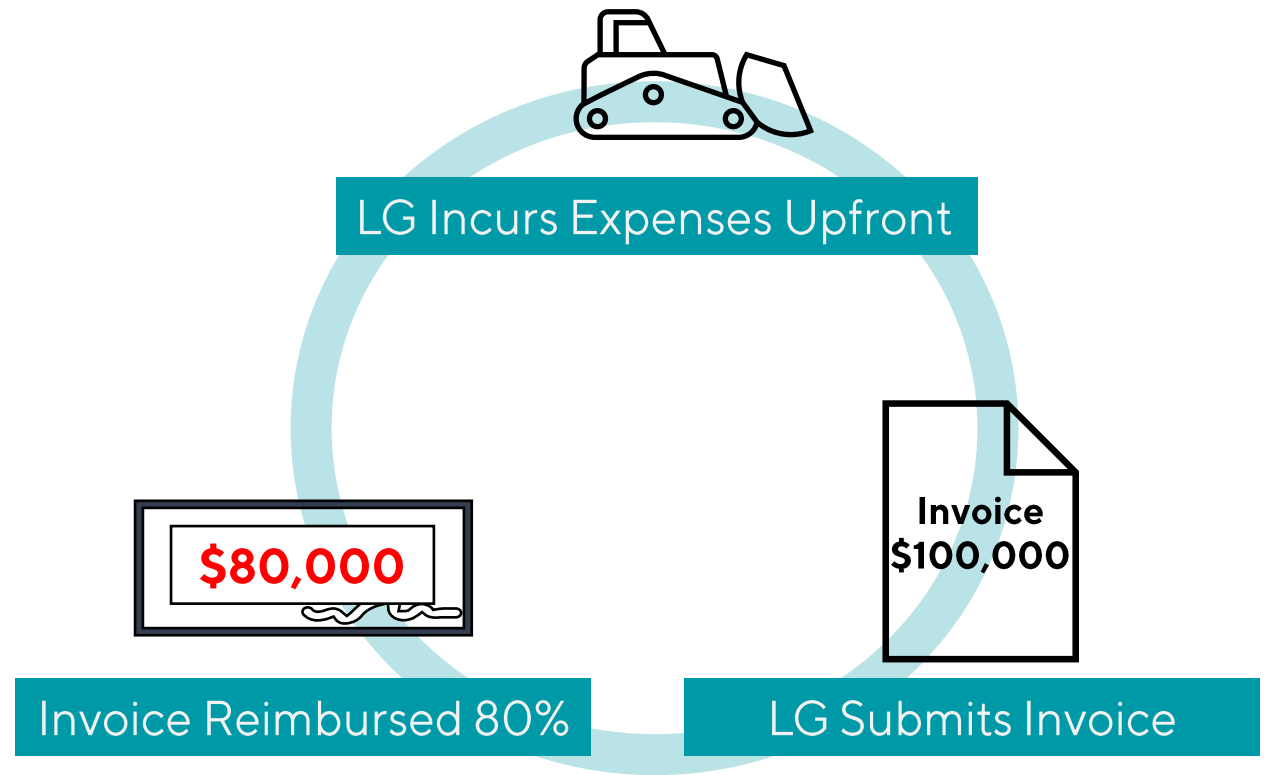 LG Incurs Expenses Upfront
Invoice
$100,000
$80,000
Invoice Reimbursed 80%
LG Submits Invoice